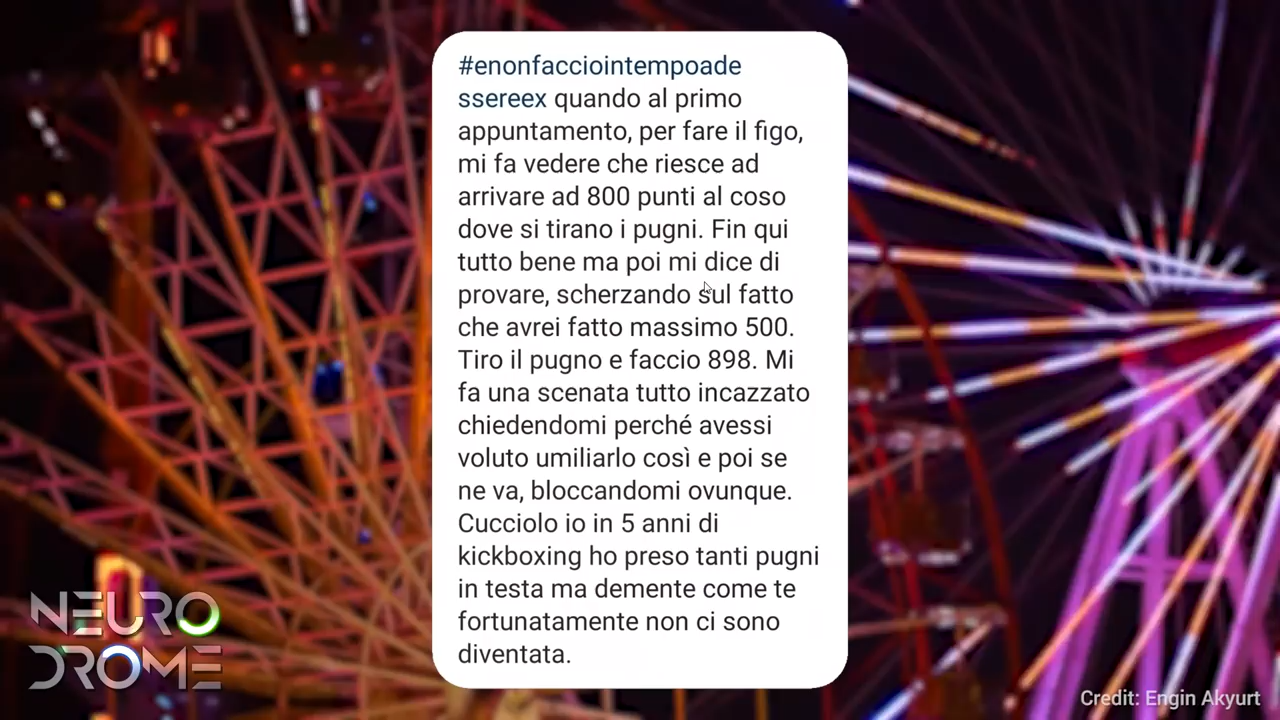 #enonfacciointempoade
ssereex quando al primo
appuntamento, per fare il figo,
mi fa vedere che riesce ad
arrivare ad 800 punti al coso
dove si tirano i pugni. Fin qui
tutto bene ma poi mi dice di
provare, scherzando sul fatto
che avrei fatto massimo 500.
Tiro il pugno e faccio 898. Mi
fa una scenata tutto incazzato
chiedendomi perché avessi
voluto umiliarlo così e poi se
ne va, bloccandomi ovunque.
Cucciolo io in 5 anni di
kickboxing ho preso tanti pugni
in testa ma demente come te
fortunatamente non ci sono
diventata.
NEURO
DROME
Credit: Engin Akyurt